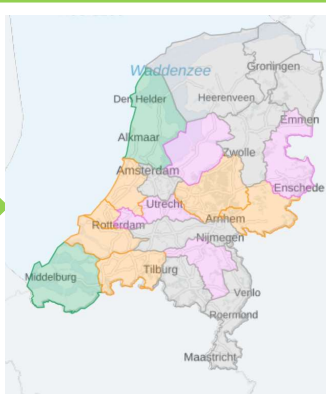 Waddenzee
Groningen
Den Helder
Heerenveen
Emmen
Alkmaar
Zwolle
Amsterdam
Enschede
Utrecht
Arnhem
Rotterdam
Nijmegen
Tilburg
Middelburg
Venlo
Roermond
Maastricht